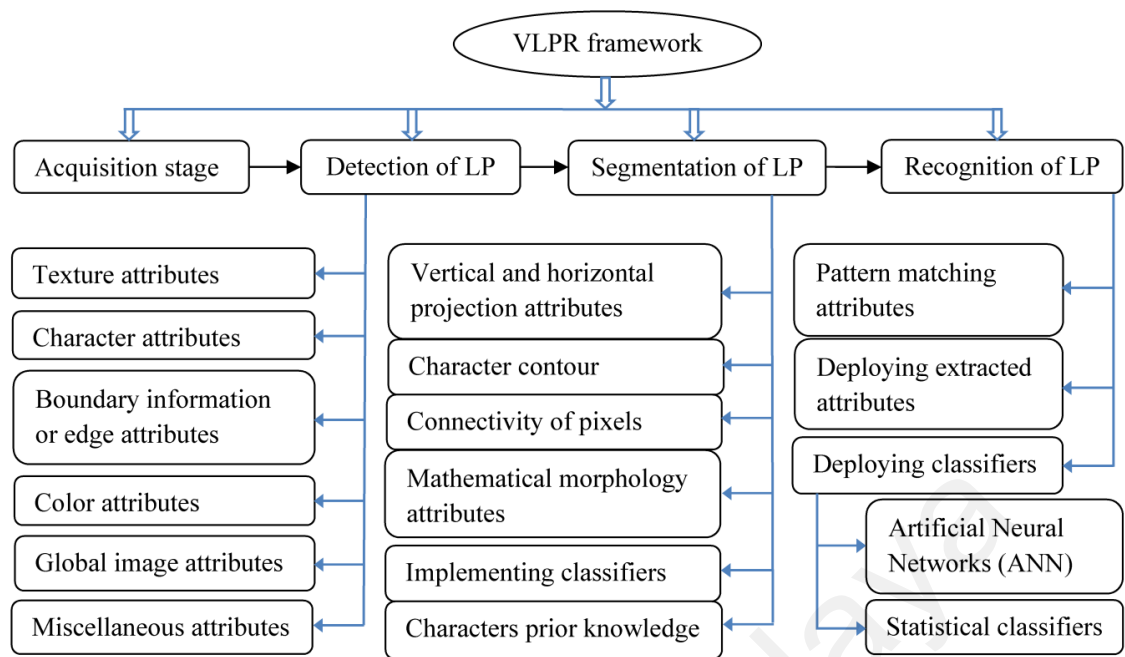 VLPR framework
Acquisition stage
Detection of LP
Segmentation of LP
Recognition of LP
Texture attributes
Character attributes
Boundary information
or edge attributes
Color attributes
Global image attributes
Miscellaneous attributes
Vertical and horizontal
projection attributes
Character contour
Connectivity of pixels
Mathematical morphology
attributes
Implementing classifiers
Characters prior knowledge
Pattern matching
attributes
Deploying extracted
attributes
Deploying classifiers
Artificial Neural
Networks (ANN)
Statistical classifiers